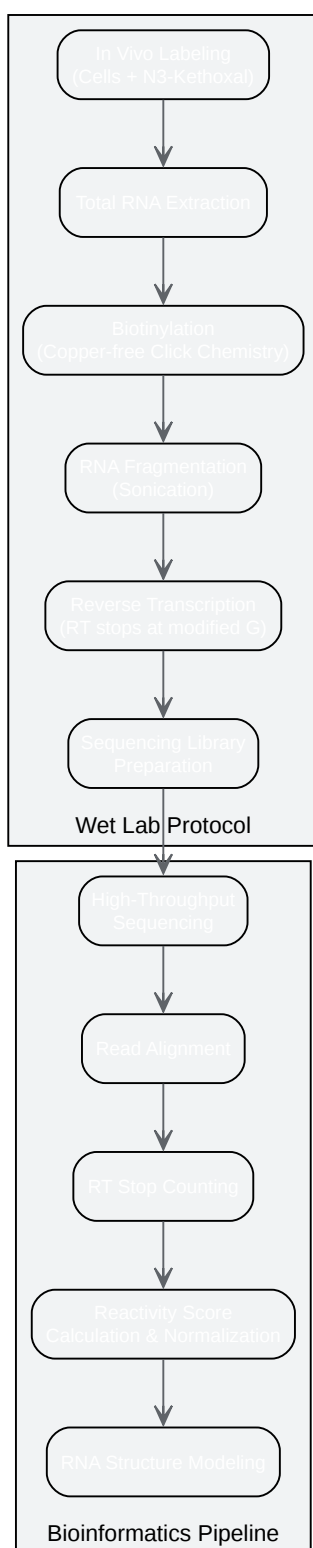 In Vivo Labeling
(Cells + N3-Kethoxal)
Total RNA Extraction
Biotinylation
(Copper-free Click Chemistry)
RNA Fragmentation
(Sonication)
Reverse Transcription
(RT stops at modified G)
Sequencing Library
Preparation
Wet Lab Protocol
High-Throughput
Sequencing
Read Alignment
RT Stop Counting
Reactivity Score
Calculation & Normalization
RNA Structure Modeling
Bioinformatics Pipeline